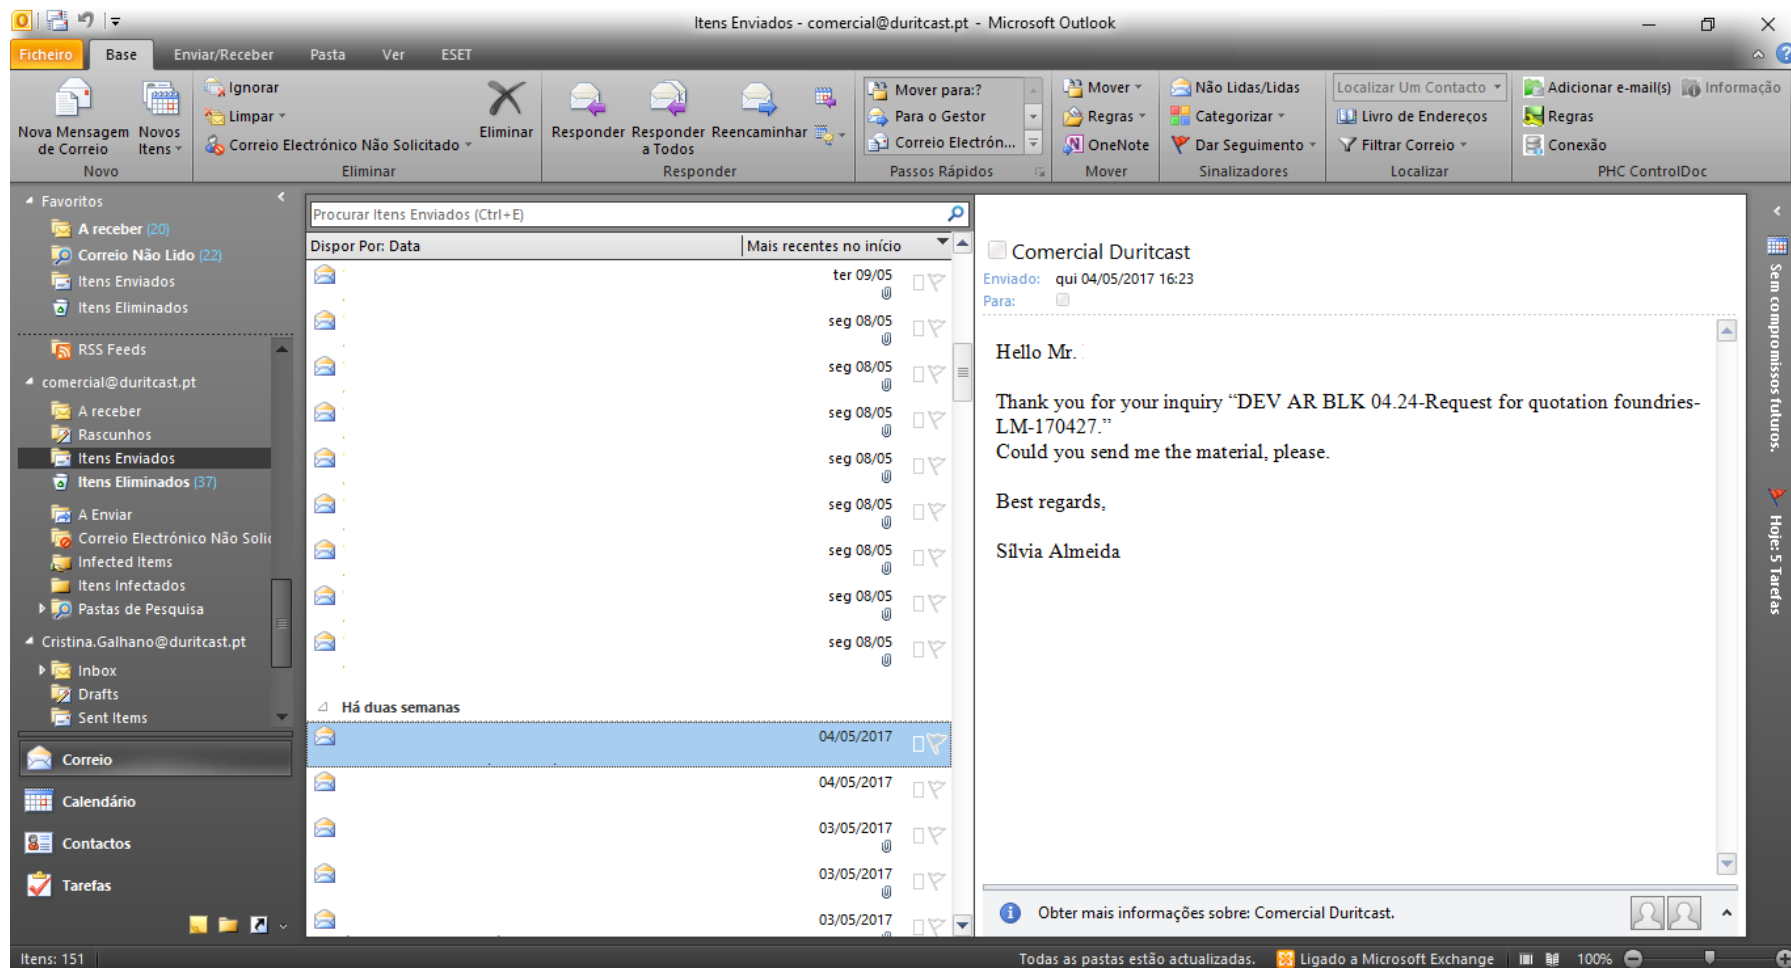 Itens Enviados - comercial@duritcast.pt - Microsoft Outlook
Ficheiro Base Enviar/Receber Pasta Ver ESET
Nova Mensagem de Correio
Novos Itens
Novo
Ignorar
Limpar
Correio Electrónico Não Solicitado
Eliminar
Eliminar
Responder
Responder a Todos
Reencaminhar
Responder
Mover para:?
Para o Gestor
Correio Electrón...
Passos Rápidos
Mover
Regras
OneNote
Mover
Não Lidas/Lidas
Categorizar
Dar Seguimento
Sinalizadores
Localizar Um Contacto
Livro de Endereços
Filtrar Correio
Localizar
Adicionar e-mail(s) Informação
Regras
Conexão
PHC ControlDoc
Favoritos
A receber (20)
Correio Não Lido (22)
Itens Enviados
Itens Eliminados
RSS Feeds
comercial@duritcast.pt
A receber
Rascunhos
Itens Enviados
Itens Eliminados (37)
A Enviar
Correio Electrónico Não Solic
Infected Items
Itens Infectados
Pastas de Pesquisa
Cristina.Galhano@duritcast.pt
Inbox
Drafts
Sent Items
Correio
Calendário
Contactos
Tarefas
Procurar Itens Enviados (Ctrl+E)
Dispor Por: Data Mais recentes no início
ter 09/05
seg 08/05
seg 08/05
seg 08/05
seg 08/05
seg 08/05
seg 08/05
seg 08/05
seg 08/05
Há duas semanas
04/05/2017
04/05/2017
03/05/2017
03/05/2017
03/05/2017
Comercial Duritcast
Enviado: qui 04/05/2017 16:23
Para:
Hello Mr.
Thank you for your inquiry “DEV AR BLK 04.24-Request for quotation foundries-
LM-170427.”
Could you send me the material, please.
Best regards,
Sílvia Almeida
Obter mais informações sobre: Comercial Duritcast.
Sem compromissos futuros.
Hoje: 5 Tarefas
Itens: 151
Todas as pastas estão actualizadas. Ligado a Microsoft Exchange 100%